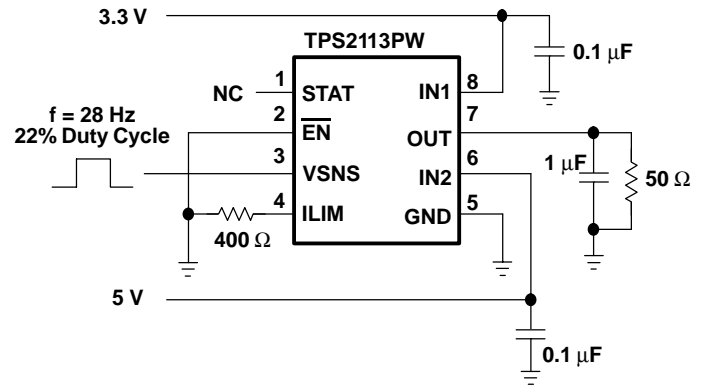 3.3 V
TPS2113PW
0.1 μF
NC
1
STAT
IN1
8
f = 28 Hz
22% Duty Cycle
2
EN
OUT
7
3
VSNS
IN2
6
1 μF
50 Ω
4
ILIM
GND
5
400 Ω
5 V
0.1 μF